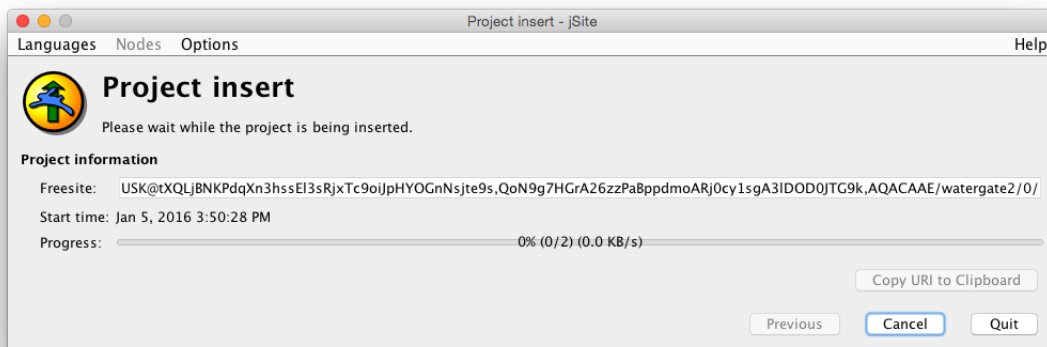 Project insert - jSite
Languages Nodes Options Help
Project insert
Please wait while the project is being inserted.
Project information
Freesite: USK@tXQLjBNKPdqXn3hssEl3sRjxTc9oiJpHYOGnNsjte9s,QoN9g7HGrA26zzPaBppdmoARj0cy1sgA3lDOD0JTG9k,AQACAAE/watergate2/0/
Start time: Jan 5, 2016 3:50:28 PM
Progress: 0% (0/2) (0.0 KB/s)
Copy URI to Clipboard
Previous Cancel Quit